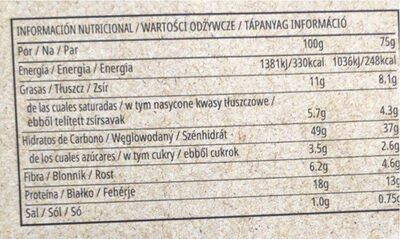 INFORMACIÓN NUTRICIONAL / WARTOŚCI ODŻYWCZE / TÁPANYAG INFORMÁCIÓ
Por / Na / Par 100g 75g
Energía / Energia / Energia 1381kJ/330kcal 1036kJ/248kcal
Grasas / Tłuszcz / Zsír 11g 8.1g
de las cuales saturadas / w tym nasycone kwasy tłuszczowe /
ebből telített zsírsavak 5.7g 4.3g
Hidratos de Carbono / Węglowodany / Szénhidrát 49g 37g
de los cuales azúcares / w tym cukry / ebből cukrok 3.5g 2.6g
Fibra / Błonnik / Rost 6.2g 4.6g
Proteína / Białko / Fehérje 18g 13g
Sal / Sól / Só 1.0g 0.75g